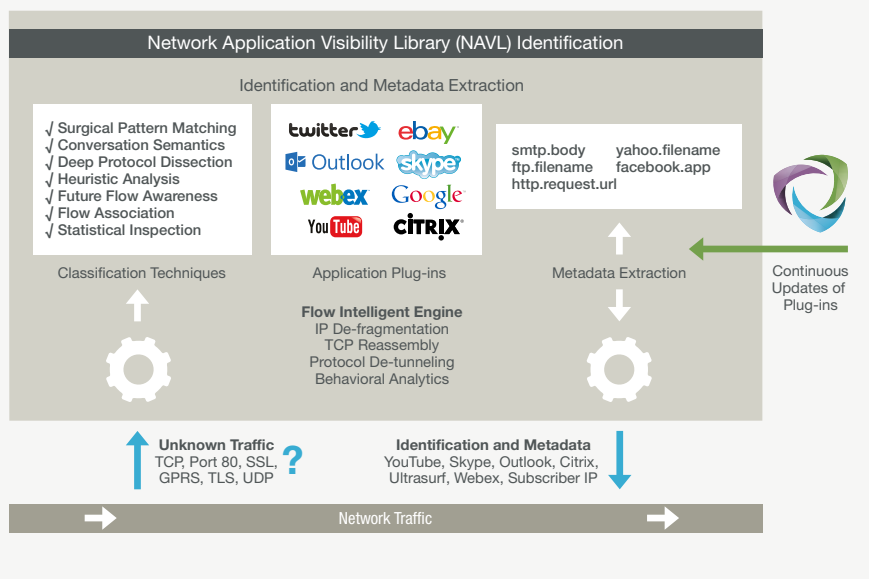 Network Application Visibility Library (NAVL) Identification
Identification and Metadata Extraction
√ Surgical Pattern Matching
√ Conversation Semantics
√ Deep Protocol Dissection
√ Heuristic Analysis
√ Future Flow Awareness
√ Flow Association
√ Statistical Inspection
Classification Techniques
twitter ebay
Outlook skype
webex Google
YouTube CITRIX
Application Plug-ins
smtp.body yahoo.filename
ftp.filename facebook.app
http.request.url
Metadata Extraction
Continuous
Updates of
Plug-ins
Flow Intelligent Engine
IP De-fragmentation
TCP Reassembly
Protocol De-tunneling
Behavioral Analytics
Unknown Traffic
TCP, Port 80, SSL,
GPRS, TLS, UDP
?
Identification and Metadata
YouTube, Skype, Outlook, Citrix,
Ultrasurf, Webex, Subscriber IP
Network Traffic